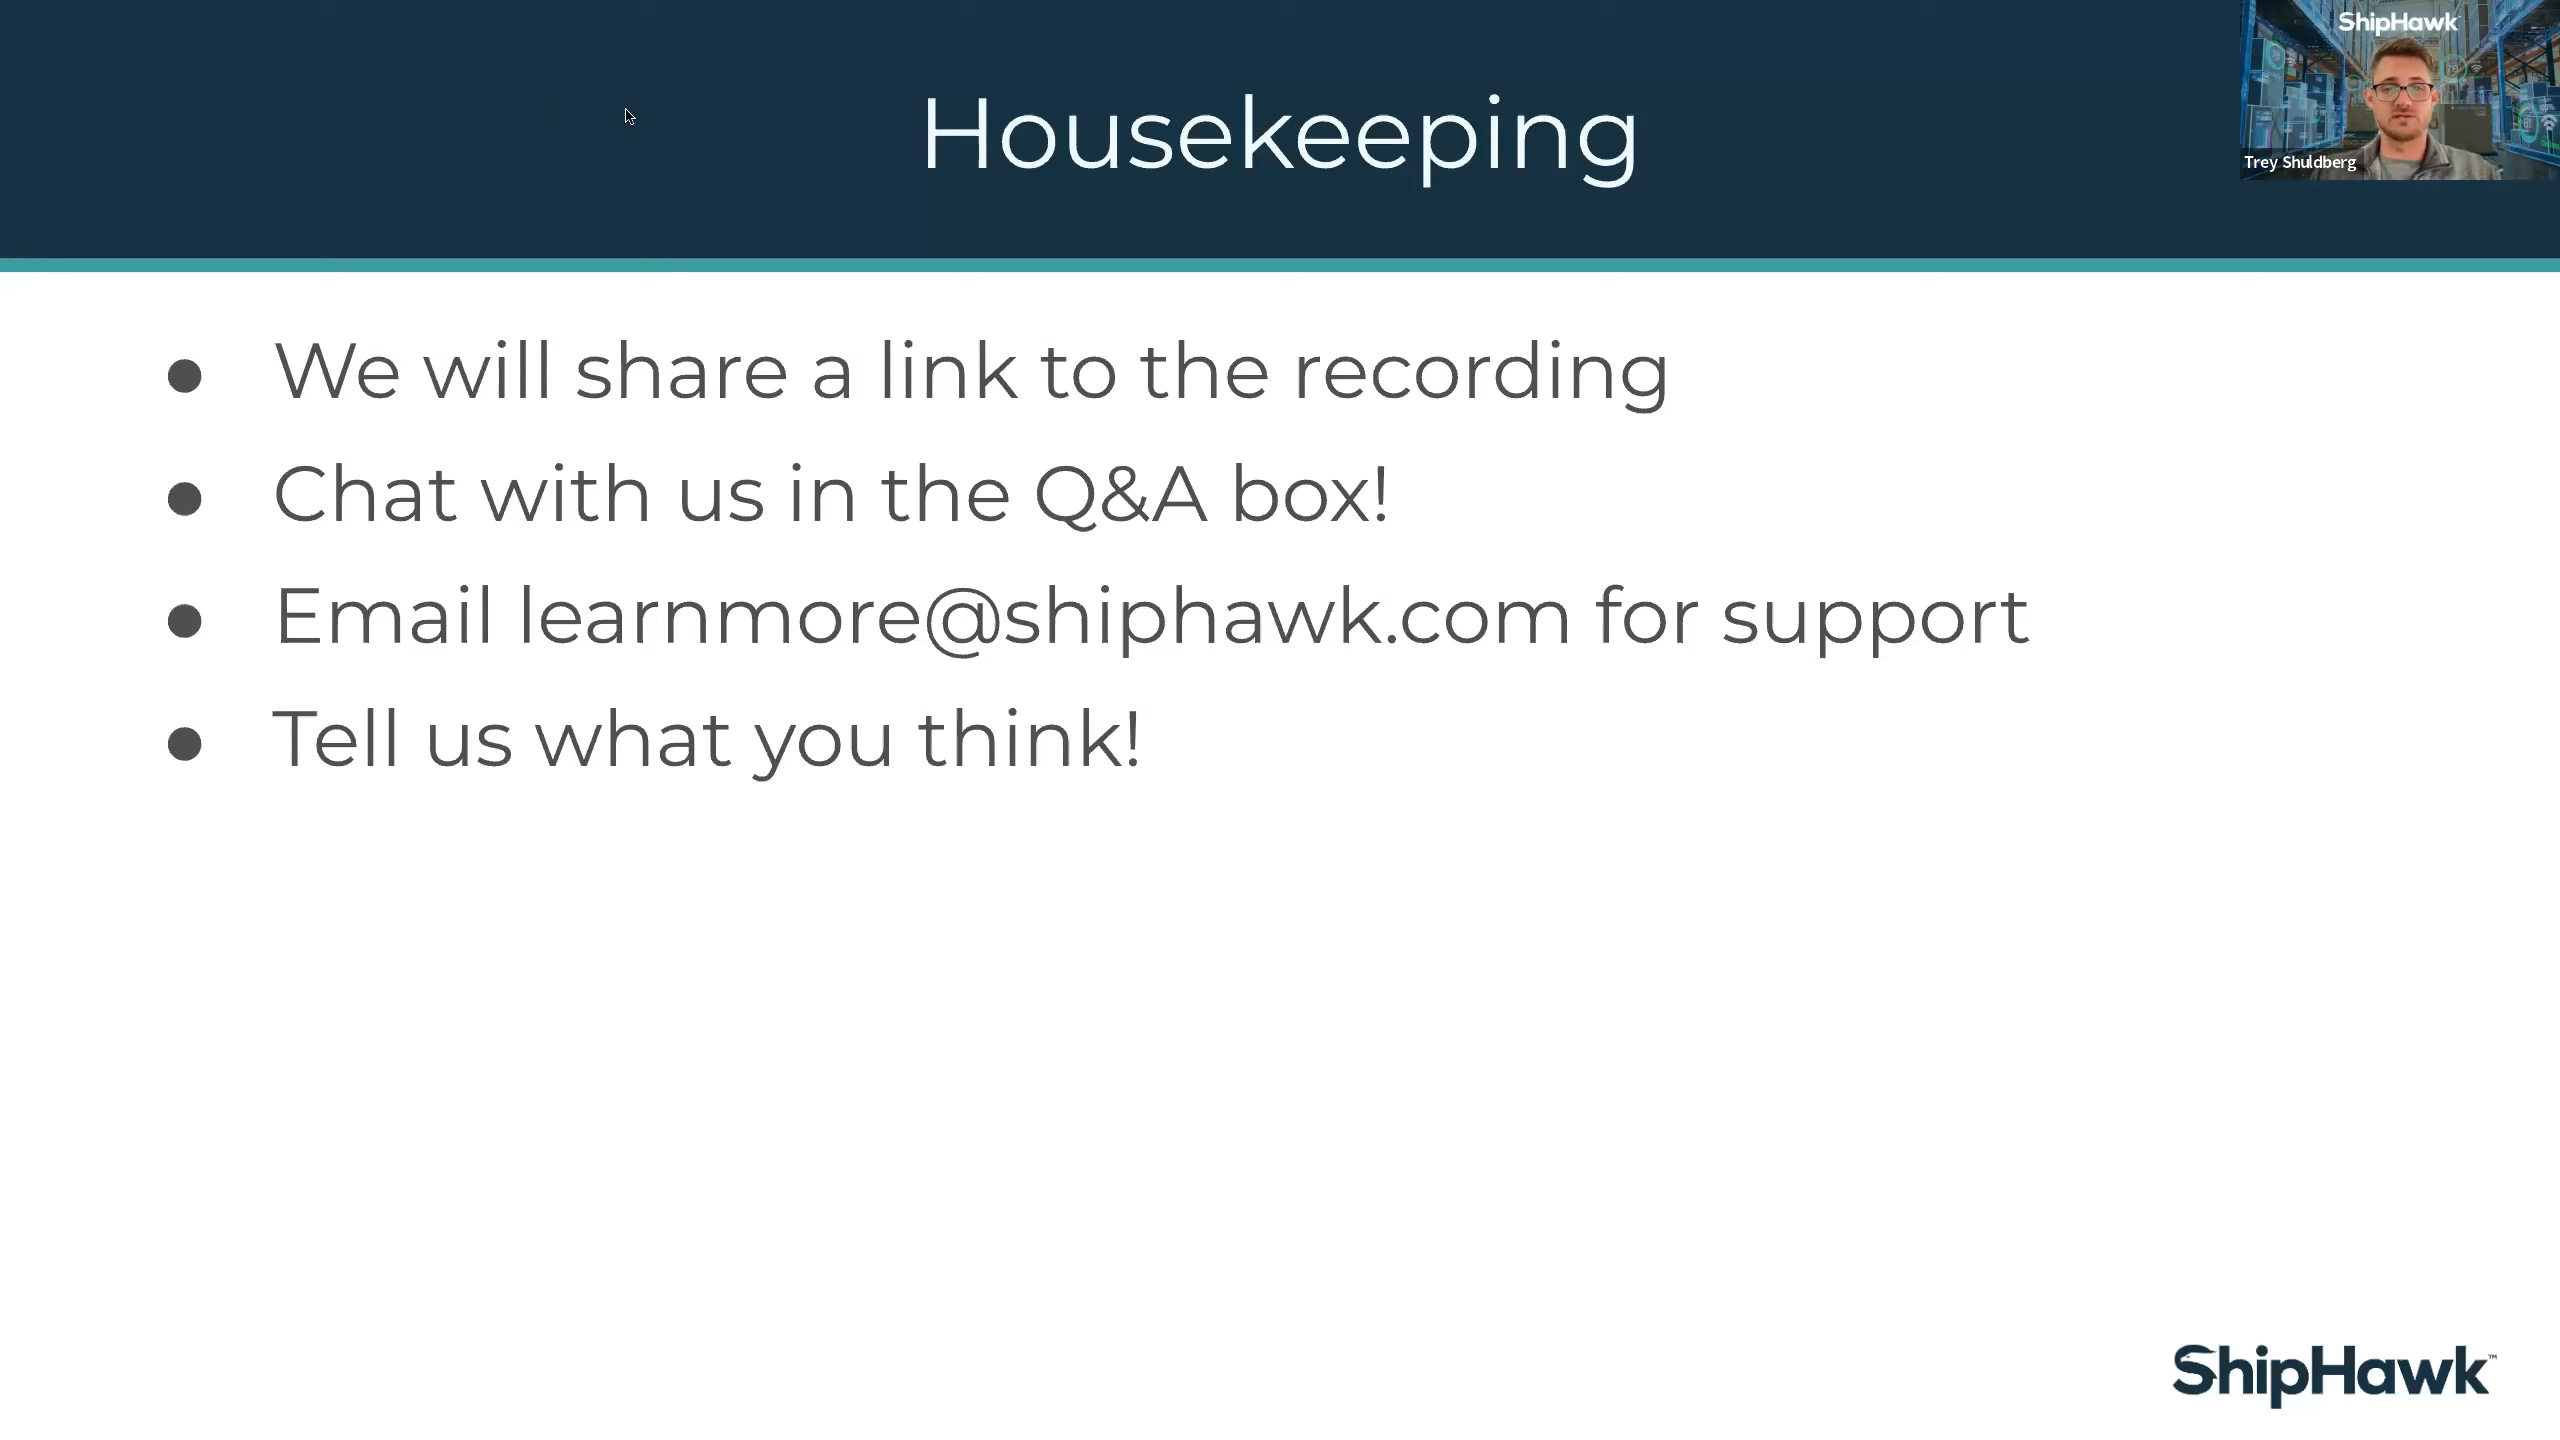 ShipHawk
Housekeeping
Trey Shuldberg
• We will share a link to the recording
• Chat with us in the Q&A box!
• Email learnmore@shiphawk.com for support
• Tell us what you think!
ShipHawk™